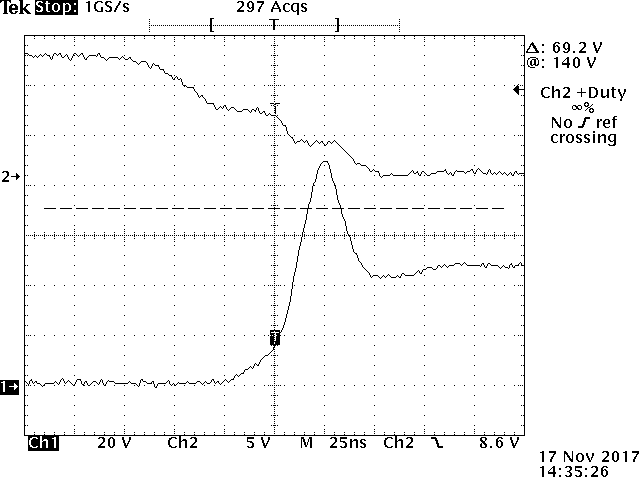 Tek Stop: 1GS/s 297 Acqs
[ T ]
Δ: 69.2 V
@: 140 V
Ch2 +Duty
∞%
No ƒ ref
crossing
T
2→
T
1→
Ch1 20 V Ch2 5 V M 25ns Ch2 ʅ 8.6 V
17 Nov 2017
14:35:26